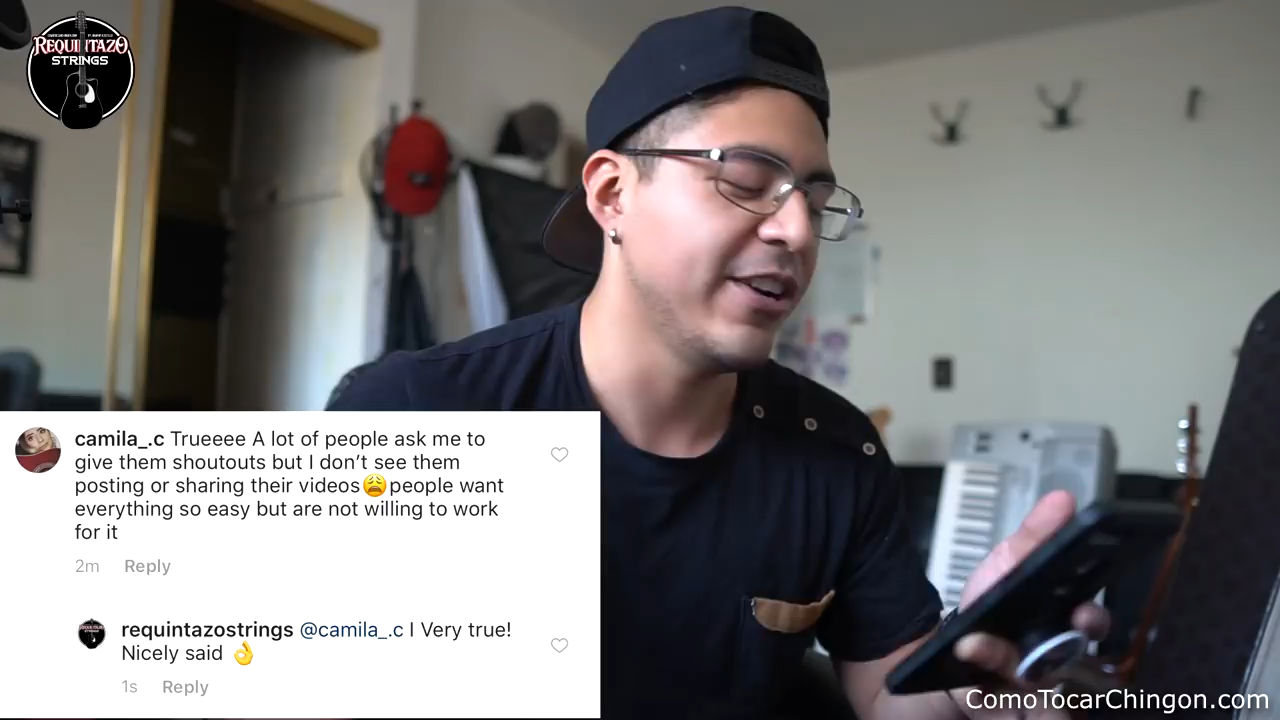 REQUINTAZO
STRINGS
camila_.c Trueeee A lot of people ask me to
give them shoutouts but I don’t see them
posting or sharing their videos😩people want
everything so easy but are not willing to work
for it
2m Reply
requintazostrings @camila_.c I Very true!
Nicely said 👌
1s Reply
ComoTocarChingon.com